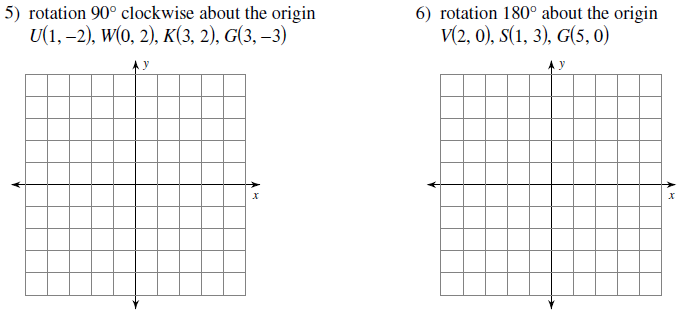 5) rotation 90° clockwise about the origin
U(1, −2), W(0, 2), K(3, 2), G(3, −3)
y
x
6) rotation 180° about the origin
V(2, 0), S(1, 3), G(5, 0)
y
x